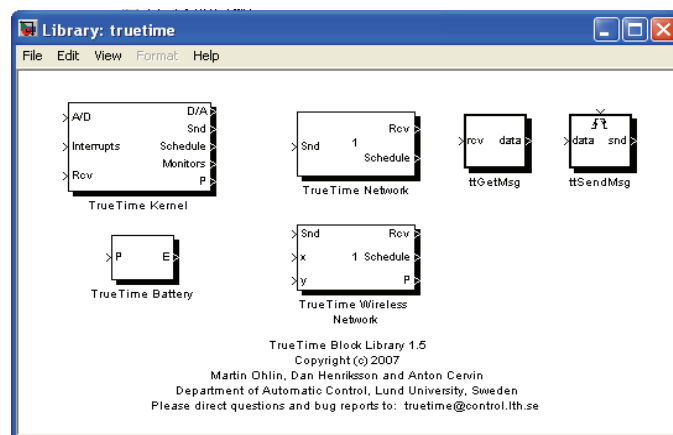 Library: truetime
File Edit View Format Help
A/D
Interrupts
Rcv
D/A
Snd
Schedule
Monitors
P
TrueTime Kernel
Snd
1
Rcv
Schedule
TrueTime Network
rcv data
ttGetMsg
data snd
ttSendMsg
P E
TrueTime Battery
Snd
x
y
1
Rcv
Schedule
P
TrueTime Wireless
Network
TrueTime Block Library 1.5
Copyright (c) 2007
Martin Ohlin, Dan Henriksson and Anton Cervin
Department of Automatic Control, Lund University, Sweden
Please direct questions and bug reports to: truetime@control.lth.se